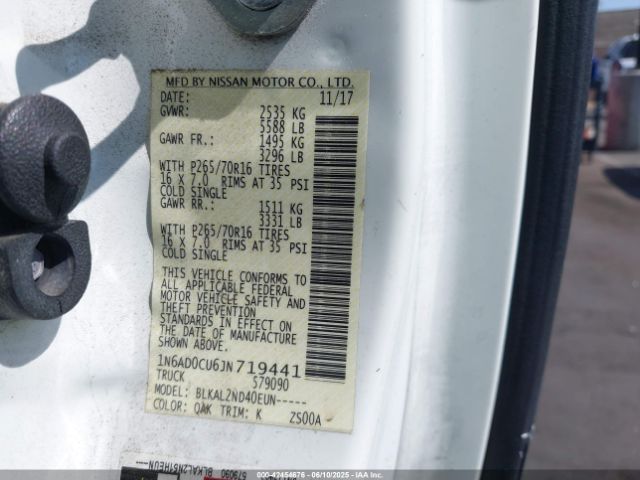 MFD BY NISSAN MOTOR CO., LTD.
DATE: 11/17
GVWR: 2535 KG
5588 LB
GAWR FR.: 1495 KG
3296 LB
WITH P265/70R16 TIRES
16 X 7.0 RIMS AT 35 PSI
COLD SINGLE
GAWR RR.: 1511 KG
3331 LB
WITH P265/70R16 TIRES
16 X 7.0 RIMS AT 35 PSI
COLD SINGLE
THIS VEHICLE CONFORMS TO
ALL APPLICABLE FEDERAL
MOTOR VEHICLE SAFETY AND
THEFT PREVENTION
STANDARDS IN EFFECT ON
THE DATE OF MANUFACTURE
SHOWN ABOVE.
1N6AD0CU6JN719441
TRUCK 579090
MODEL: BLKAL2ND40EUN-----
COLOR: QAK TRIM: K ZS00A
579090 BLKAL2N61HEUN
000-42454676 - 06/10/2025 - IAAI.COM